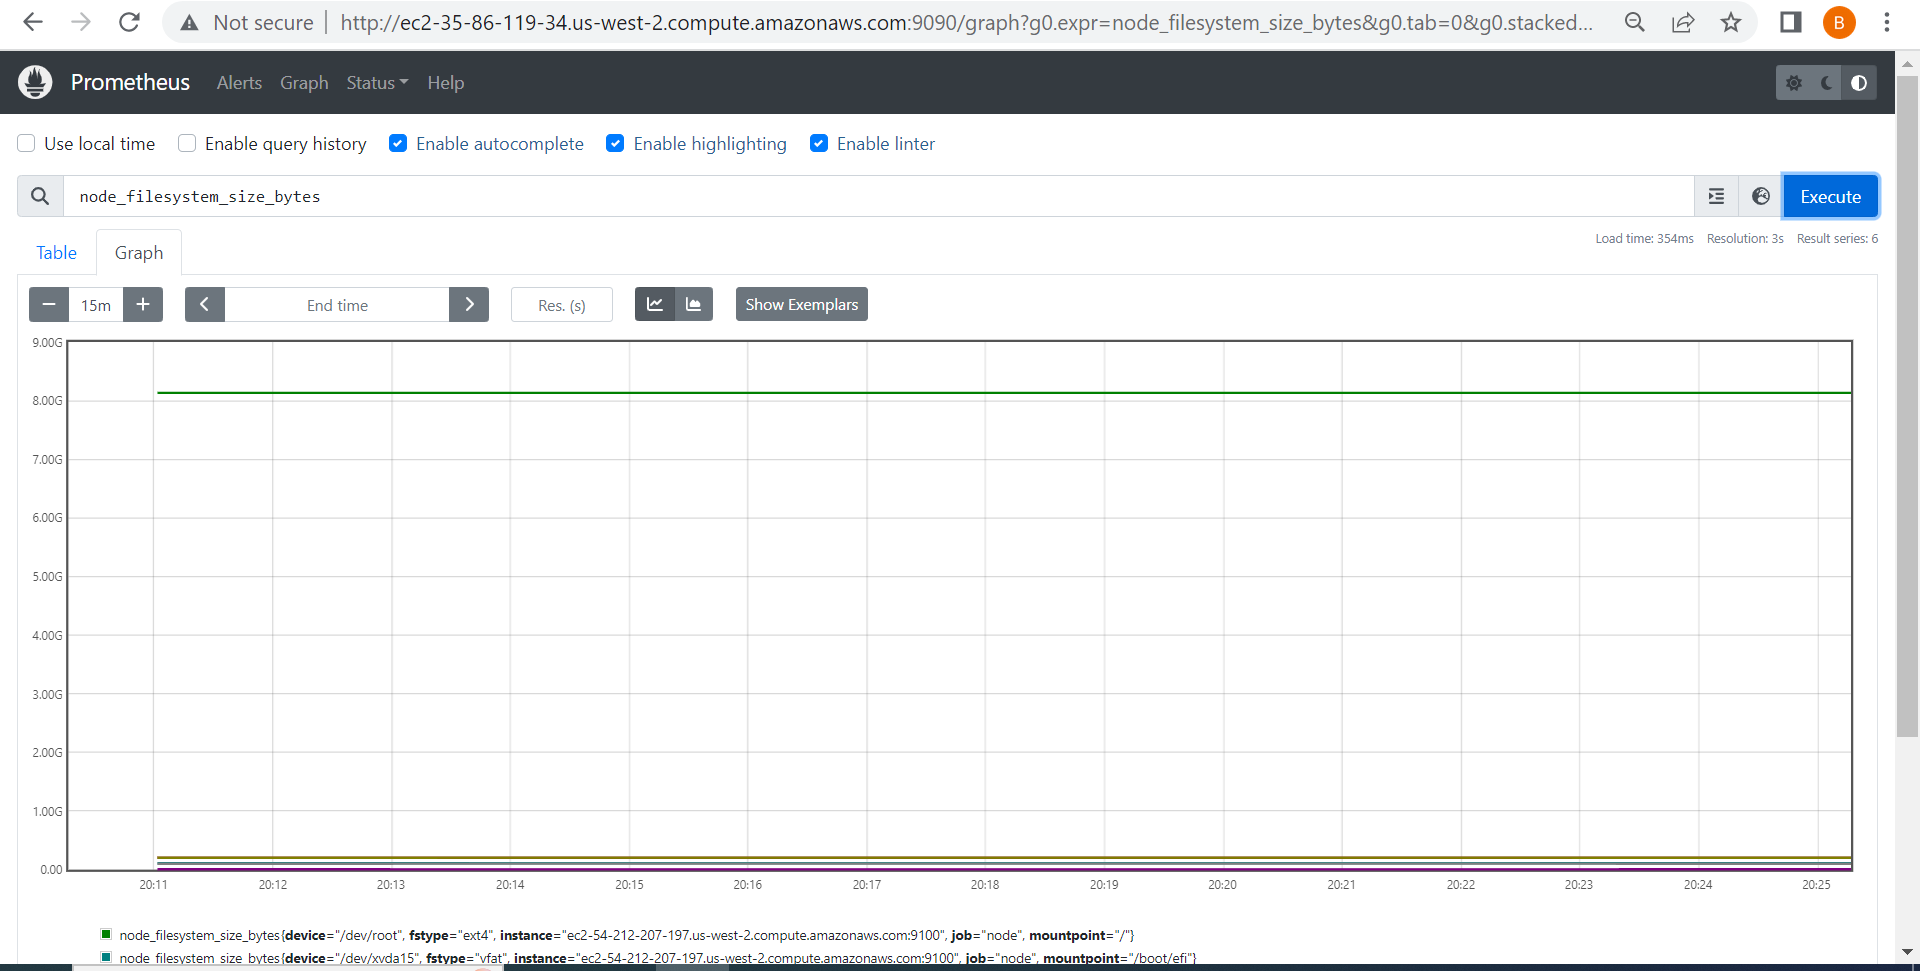 Not secure | http://ec2-35-86-119-34.us-west-2.compute.amazonaws.com:9090/graph?g0.expr=node_filesystem_size_bytes&g0.tab=0&g0.stacked... B
Prometheus Alerts Graph Status Help
Use local time Enable query history Enable autocomplete Enable highlighting Enable linter
node_filesystem_size_bytes Execute
Load time: 354ms Resolution: 3s Result series: 6
Table Graph
− 15m + End time Res. (s) Show Exemplars
9.00G
8.00G
7.00G
6.00G
5.00G
4.00G
3.00G
2.00G
1.00G
0.00
20:11 20:12 20:13 20:14 20:15 20:16 20:17 20:18 20:19 20:20 20:21 20:22 20:23 20:24 20:25
node_filesystem_size_bytes{device="/dev/root", fstype="ext4", instance="ec2-54-212-207-197.us-west-2.compute.amazonaws.com:9100", job="node", mountpoint="/"}
node_filesystem_size_bytes{device="/dev/xvda15", fstype="vfat", instance="ec2-54-212-207-197.us-west-2.compute.amazonaws.com:9100", job="node", mountpoint="/boot/efi"}